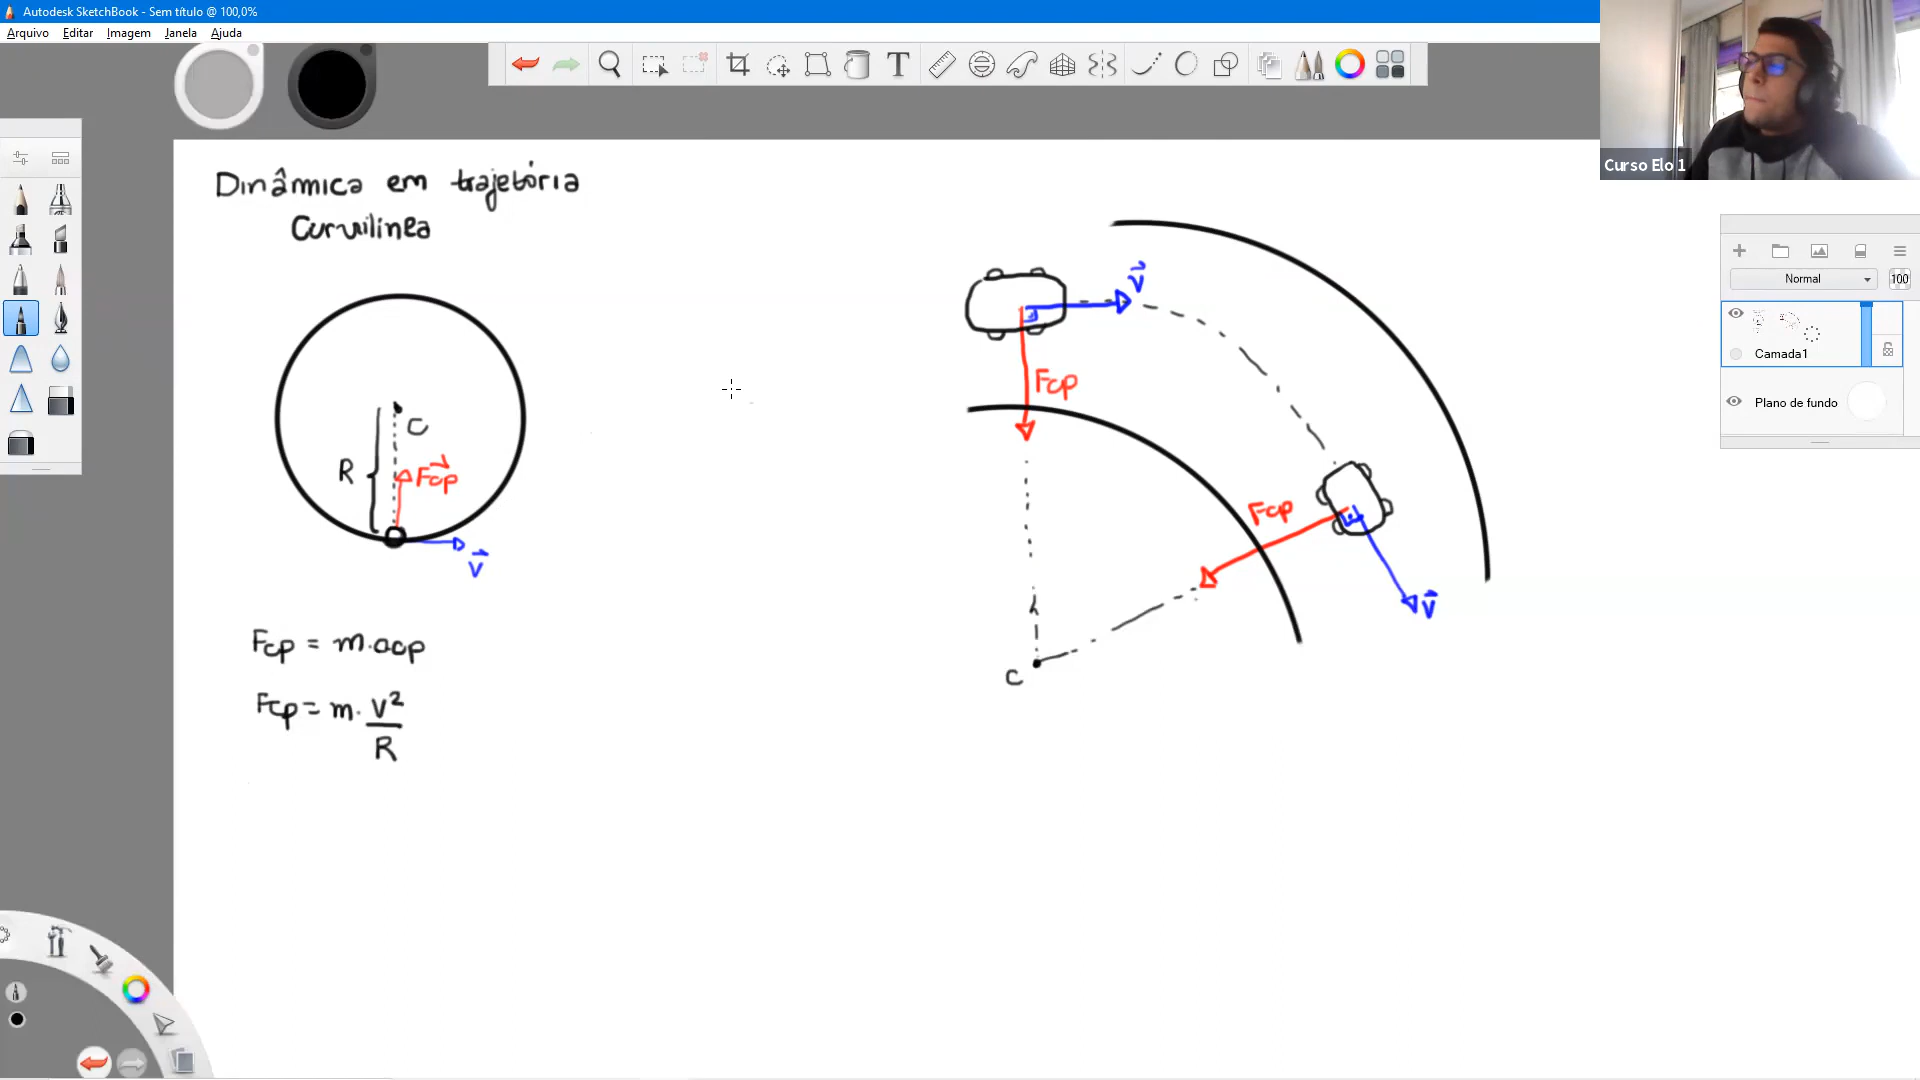 Autodesk SketchBook - Sem título @ 100,0%
Arquivo Editar Imagem Janela Ajuda
T
Curso Elo 1
Dinâmica em trajetória
Curvilínea
Normal
100
Camada1
Plano de fundo
V
Fcp
C
R
Fcp
V
Fcp
V
C
Fcp = m.acp
Fcp = m. V²
R